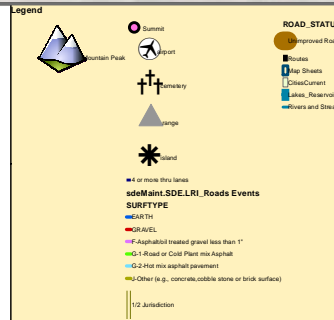 Legend
Mountain Peak
Summit
airport
cemetery
range
island
4 or more thru lanes
sdeMaint.SDE.LRI_Roads Events
SURFTYPE
EARTH
GRAVEL
F-Asphalt/oil treated gravel less than 1"
G-1-Road or Cold Plant mix Asphalt
G-2-Hot mix asphalt pavement
J-Other (e.g., concrete,cobble stone or brick surface)
1/2 Jurisdiction
ROAD_STATU
Unimproved Roa
Routes
Map Sheets
CitiesCurrent
Lakes_Reservoi
Rivers and Strea